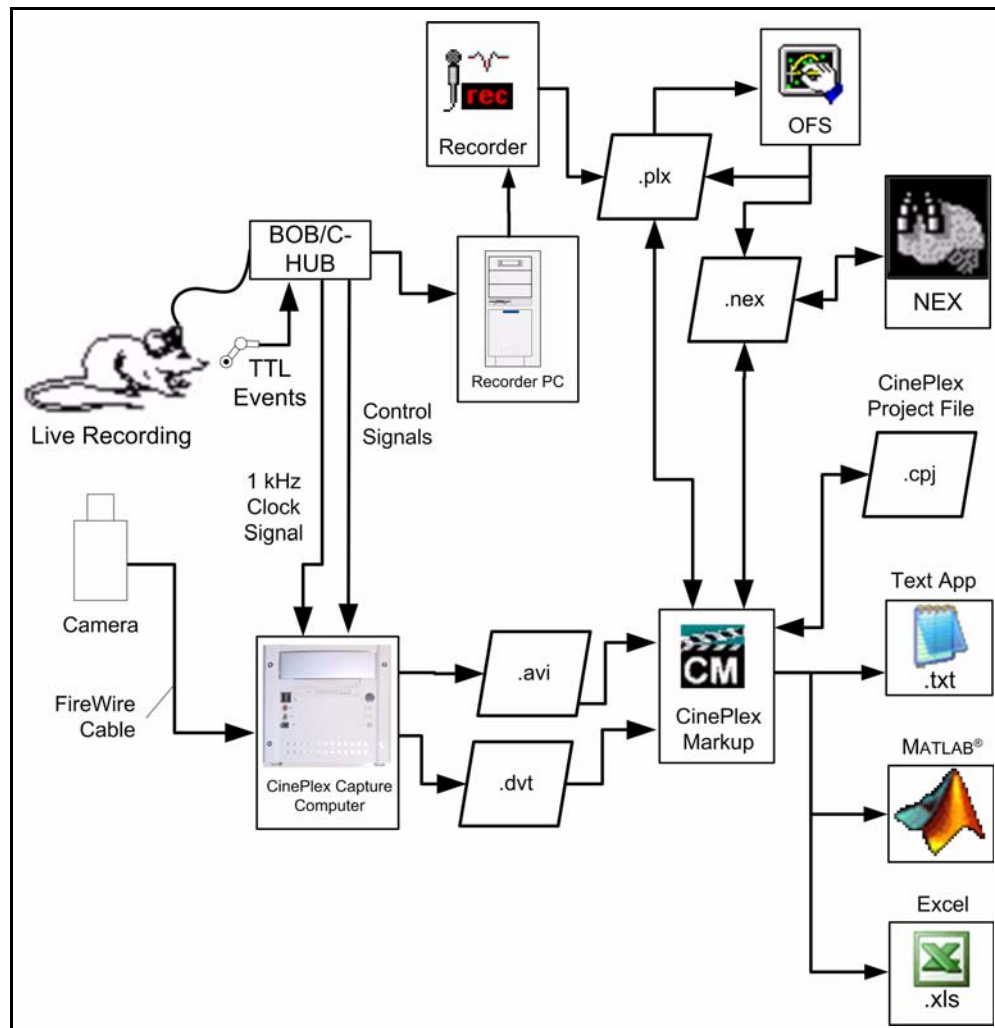 rec
Recorder
OFS
.plx
BOB/C-
HUB
.nex
NEX
TTL
Events
Recorder PC
Live Recording
Control
Signals
CinePlex
Project File
1 kHz
Clock
Signal
.cpj
Camera
Text App
.avi
CM
.txt
FireWire
Cable
CinePlex
Markup
MATLAB®
CinePlex Capture
Computer
.dvt
Excel
.xls